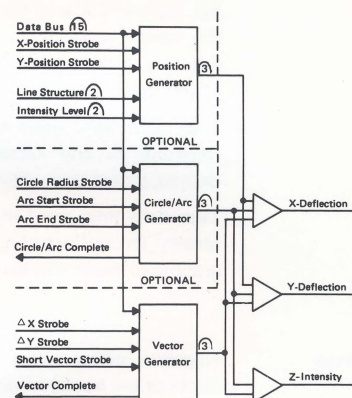 Data Bus 15
X-Position Strobe
Y-Position Strobe
Line Structure 2
Intensity Level 2
Position
Generator
3
OPTIONAL
Circle Radius Strobe
Arc Start Strobe
Arc End Strobe
Circle/Arc Complete
Circle/Arc
Generator
3
X-Deflection
OPTIONAL
Y-Deflection
△ X Strobe
△ Y Strobe
Short Vector Strobe
Vector Complete
Vector
Generator
3
Z-Intensity